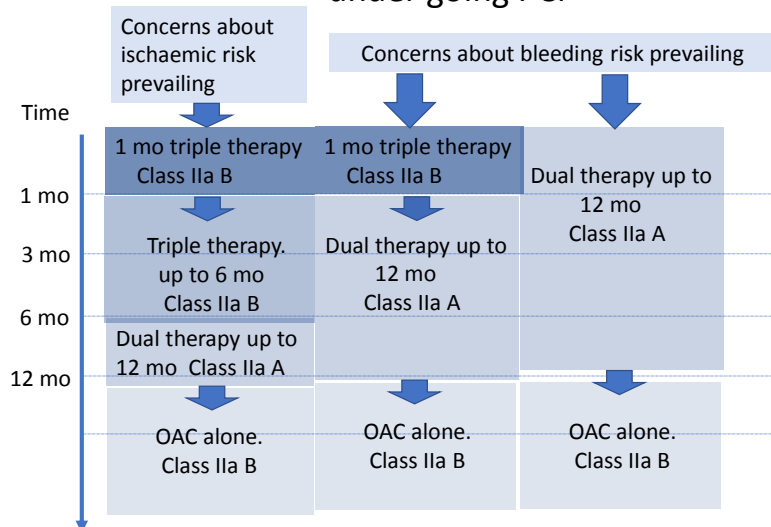 under going PCI
Concerns about
ischaemic risk
prevailing
Concerns about bleeding risk prevailing
Time
1 mo triple therapy
Class IIa B
1 mo triple therapy
Class IIa B
Dual therapy up to
12 mo
Class IIa A
1 mo
Triple therapy.
up to 6 mo
Class IIa B
Dual therapy up to
12 mo
Class IIa A
3 mo
6 mo
Dual therapy up to
12 mo Class IIa A
12 mo
OAC alone.
Class IIa B
OAC alone.
Class IIa B
OAC alone.
Class IIa B